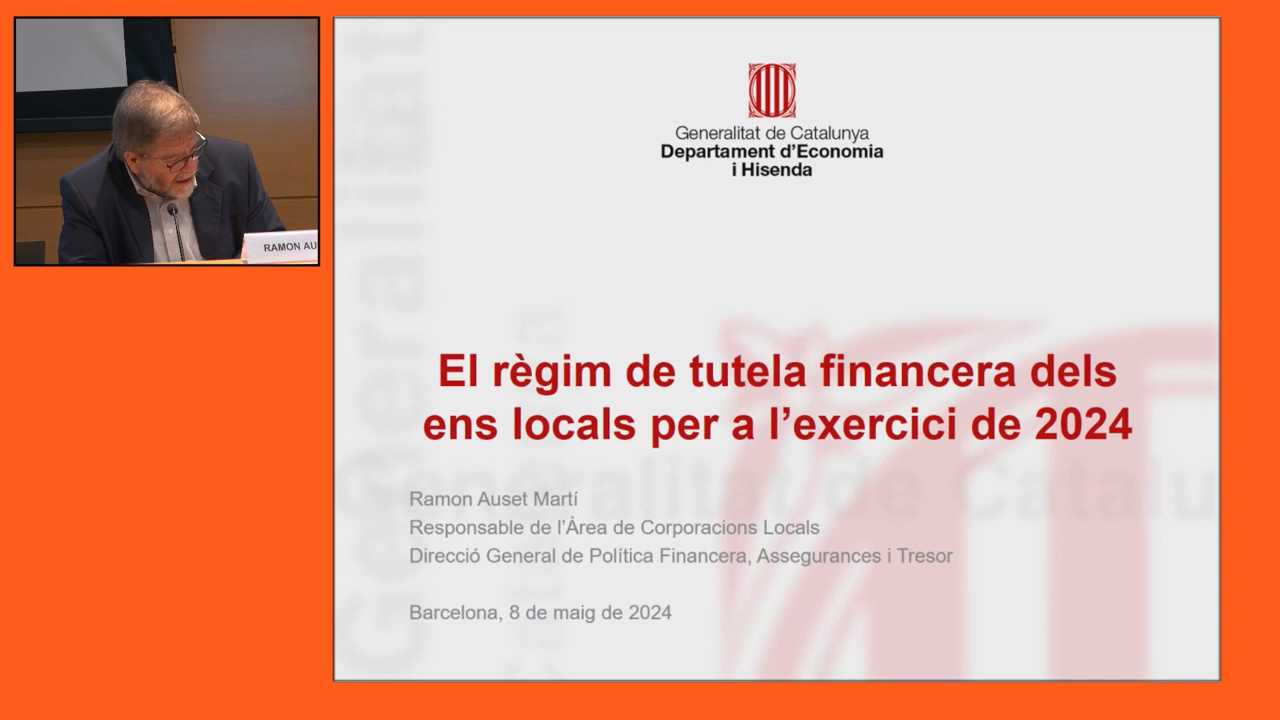 RAMON AU
Generalitat de Catalunya
Departament d'Economia
i Hisenda
El règim de tutela financera dels
ens locals per a l'exercici de 2024
Ramon Auset Martí
Responsable de l'Àrea de Corporacions Locals
Direcció General de Política Financera, Assegurances i Tresor
Barcelona, 8 de maig de 2024